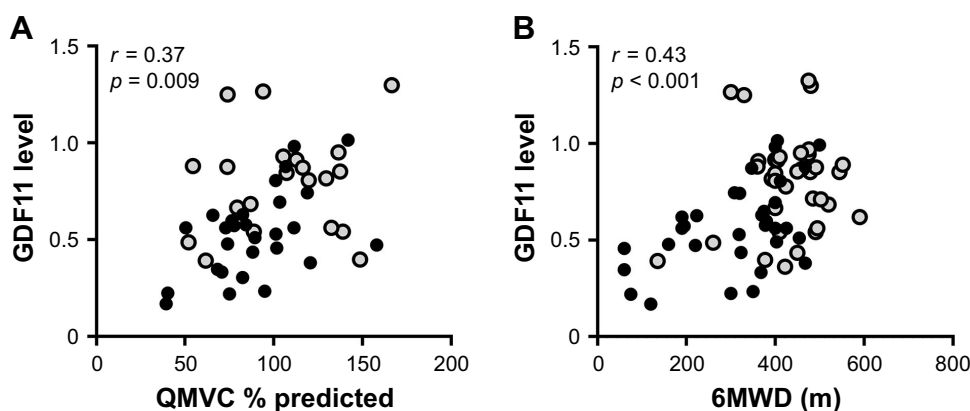 A
r = 0.37
p = 0.009
GDF11 level
1.5
1.0
0.5
0
0 50 100 150 200
QMVC % predicted
B
r = 0.43
p < 0.001
GDF11 level
1.5
1.0
0.5
0
0 200 400 600 800
6MWD (m)